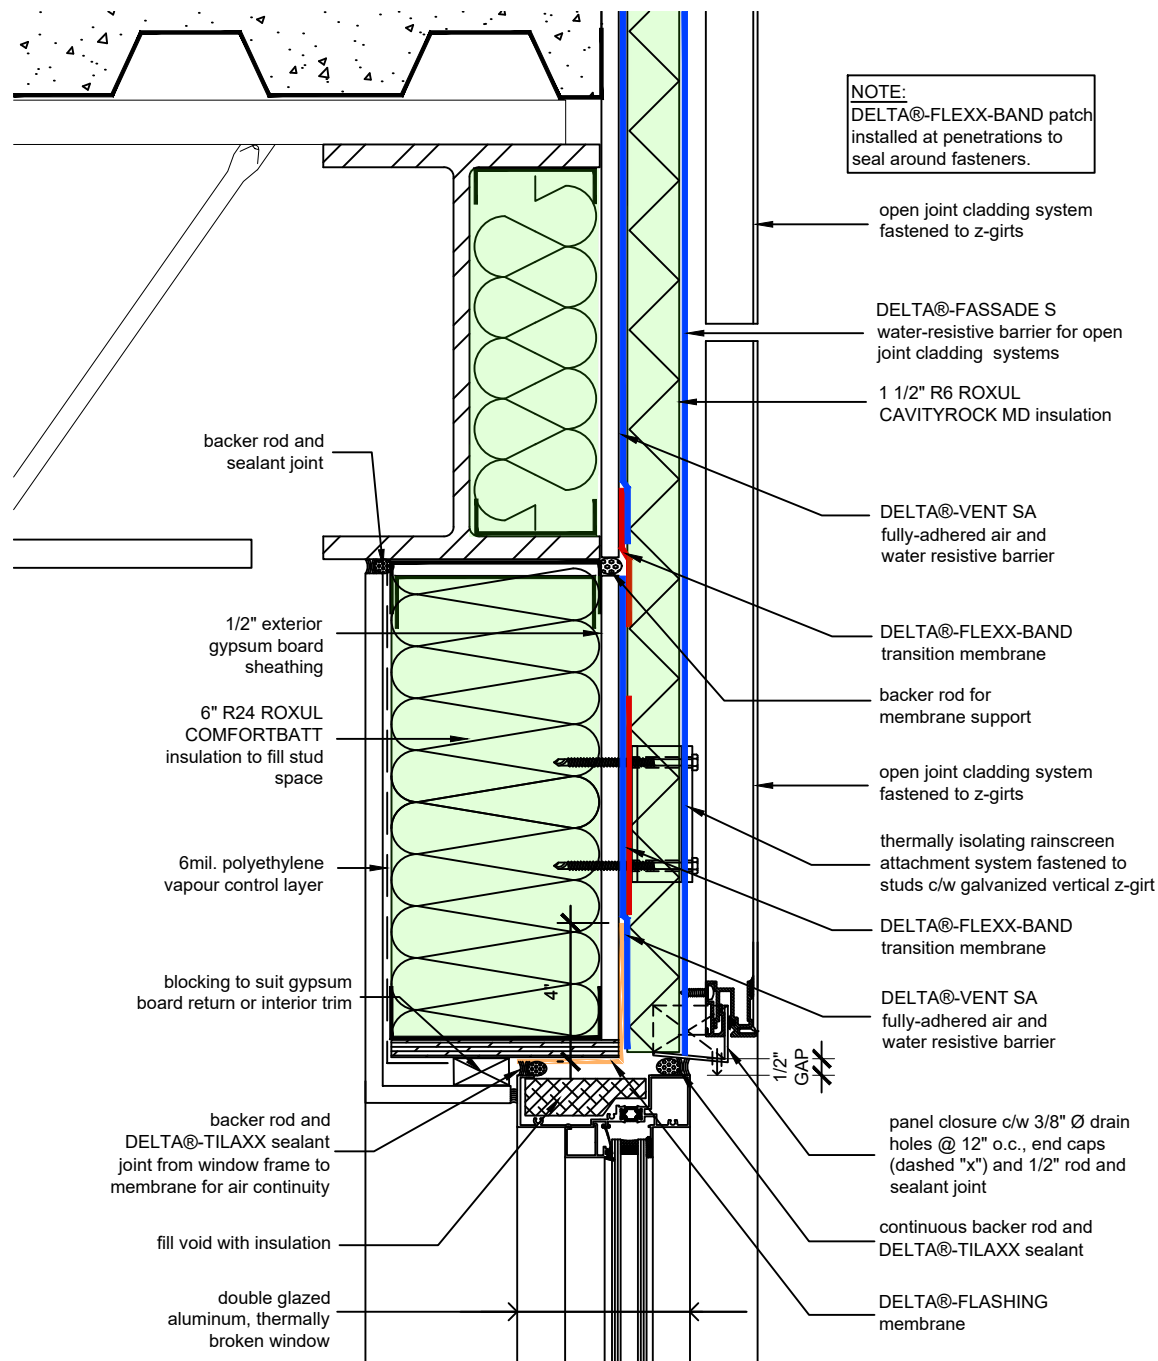 NOTE:
DELTA®-FLEXX-BAND patch
installed at penetrations to
seal around fasteners.
open joint cladding system
fastened to z-girts
DELTA®-FASSADE S
water-resistive barrier for open
joint cladding systems
1 1/2" R6 ROXUL
CAVITYROCK MD insulation
backer rod and
sealant joint
DELTA®-VENT SA
fully-adhered air and
water resistive barrier
1/2" exterior
gypsum board
sheathing
DELTA®-FLEXX-BAND
transition membrane
backer rod for
membrane support
6" R24 ROXUL
COMFORTBATT
insulation to fill stud
space
open joint cladding system
fastened to z-girts
thermally isolating rainscreen
attachment system fastened to
studs c/w galvanized vertical z-girt
6mil. polyethylene
vapour control layer
DELTA®-FLEXX-BAND
transition membrane
blocking to suit gypsum
board return or interior trim
4"
DELTA®-VENT SA
fully-adhered air and
water resistive barrier
1/2"
GAP
backer rod and
DELTA®-TILAXX sealant
joint from window frame to
membrane for air continuity
panel closure c/w 3/8" Ø drain
holes @ 12" o.c., end caps
(dashed "x") and 1/2" rod and
sealant joint
fill void with insulation
continuous backer rod and
DELTA®-TILAXX sealant
double glazed
aluminum, thermally
broken window
DELTA®-FLASHING
membrane